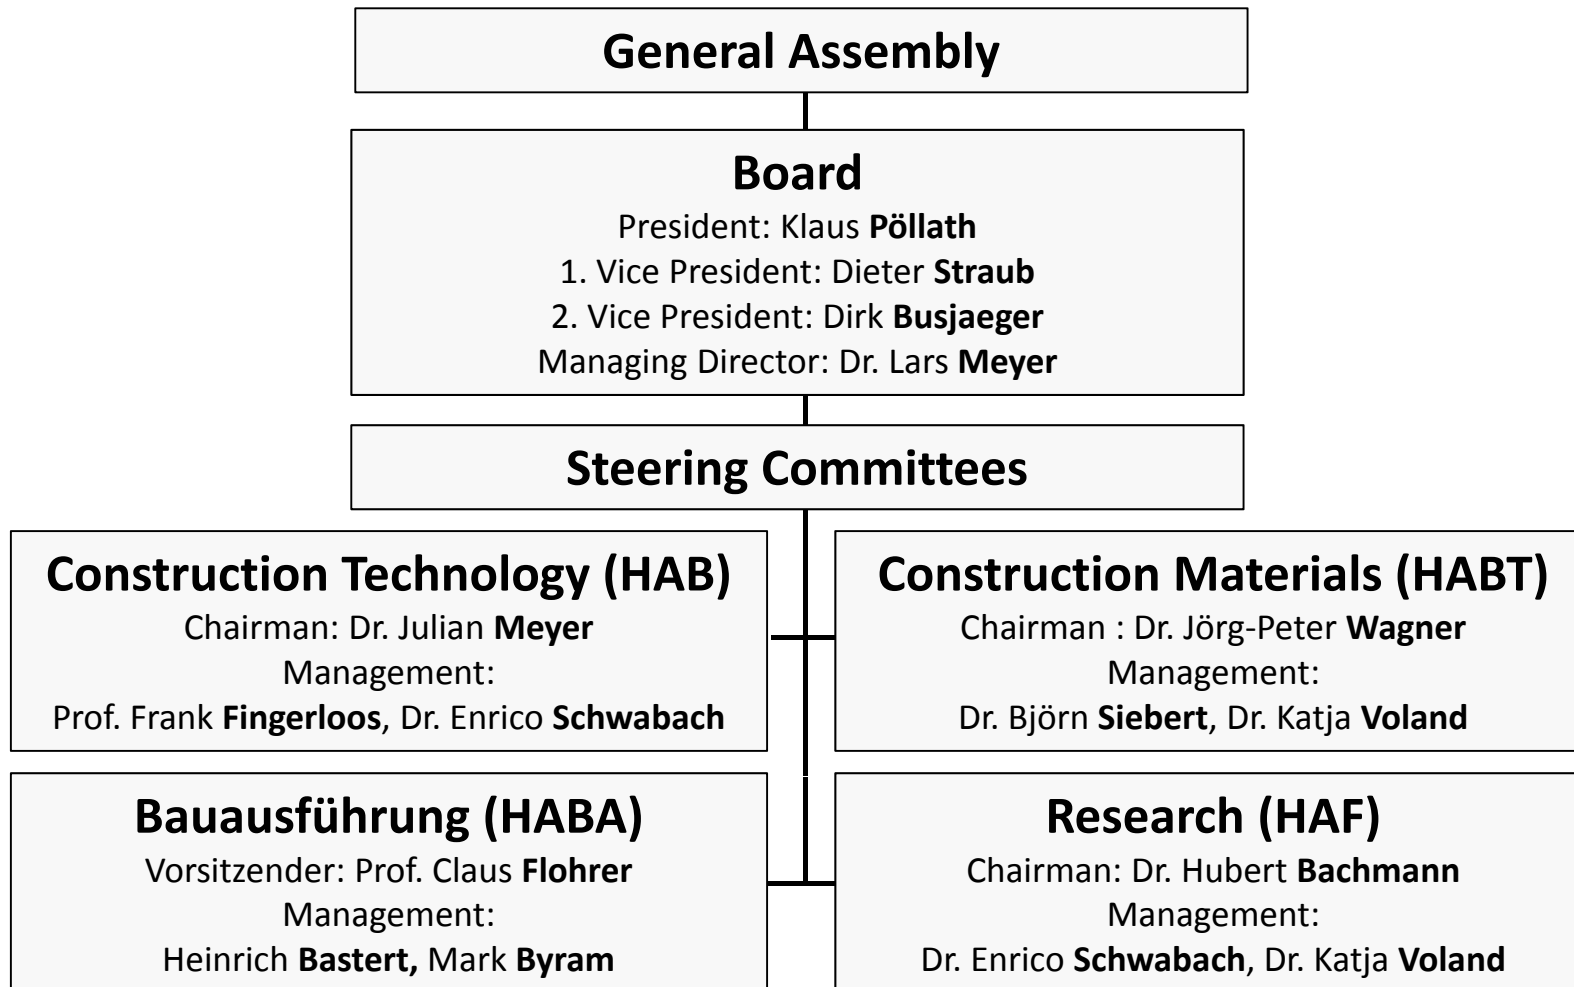 General Assembly
Board
President: Klaus Pöllath
1. Vice President: Dieter Straub
2. Vice President: Dirk Busjaeger
Managing Director: Dr. Lars Meyer
Steering Committees
Construction Technology (HAB)
Chairman: Dr. Julian Meyer
Management:
Prof. Frank Fingerloos, Dr. Enrico Schwabach
Construction Materials (HABT)
Chairman : Dr. Jörg-Peter Wagner
Management:
Dr. Björn Siebert, Dr. Katja Voland
Bauausführung (HABA)
Vorsitzender: Prof. Claus Flohrer
Management:
Heinrich Bastert, Mark Byram
Research (HAF)
Chairman: Dr. Hubert Bachmann
Management:
Dr. Enrico Schwabach, Dr. Katja Voland